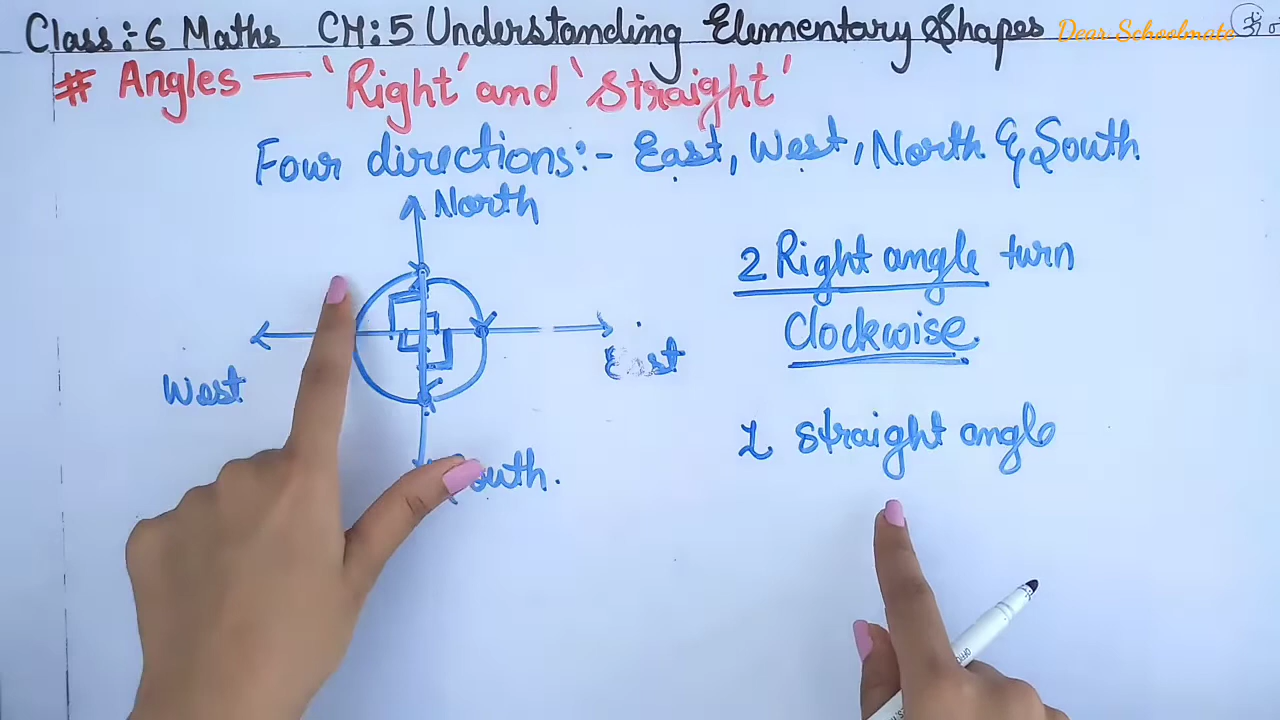 Class:- 6 Maths CH:5 Understanding Elementary Shapes
Dear Schoolmate
ॐ
# Angles — 'Right' and 'Straight'
Four directions:- East, West, North & South
North
2 Right angle turn
Clockwise
East
West
1 straight angle
South.